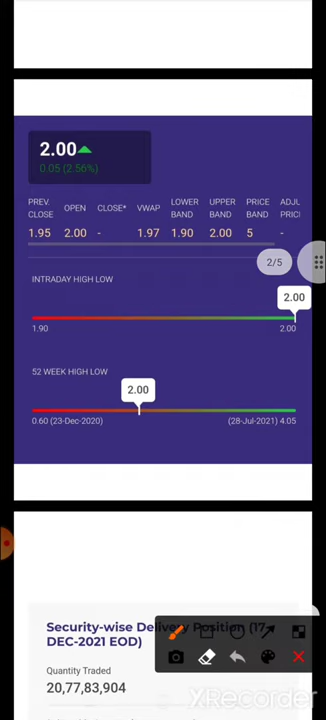 2.00
0.05 (2.56%)
PREV. CLOSE OPEN CLOSE* VWAP LOWER BAND UPPER BAND PRICE BAND ADJU PRIC
1.95 2.00 - 1.97 1.90 2.00 5 -
2/5
INTRADAY HIGH LOW
2.00
1.90 2.00
52 WEEK HIGH LOW
2.00
0.60 (23-Dec-2020) (28-Jul-2021) 4.05
Security-wise Delivery Position (17-
DEC-2021 EOD)
Quantity Traded
20,77,83,904
XRecorder